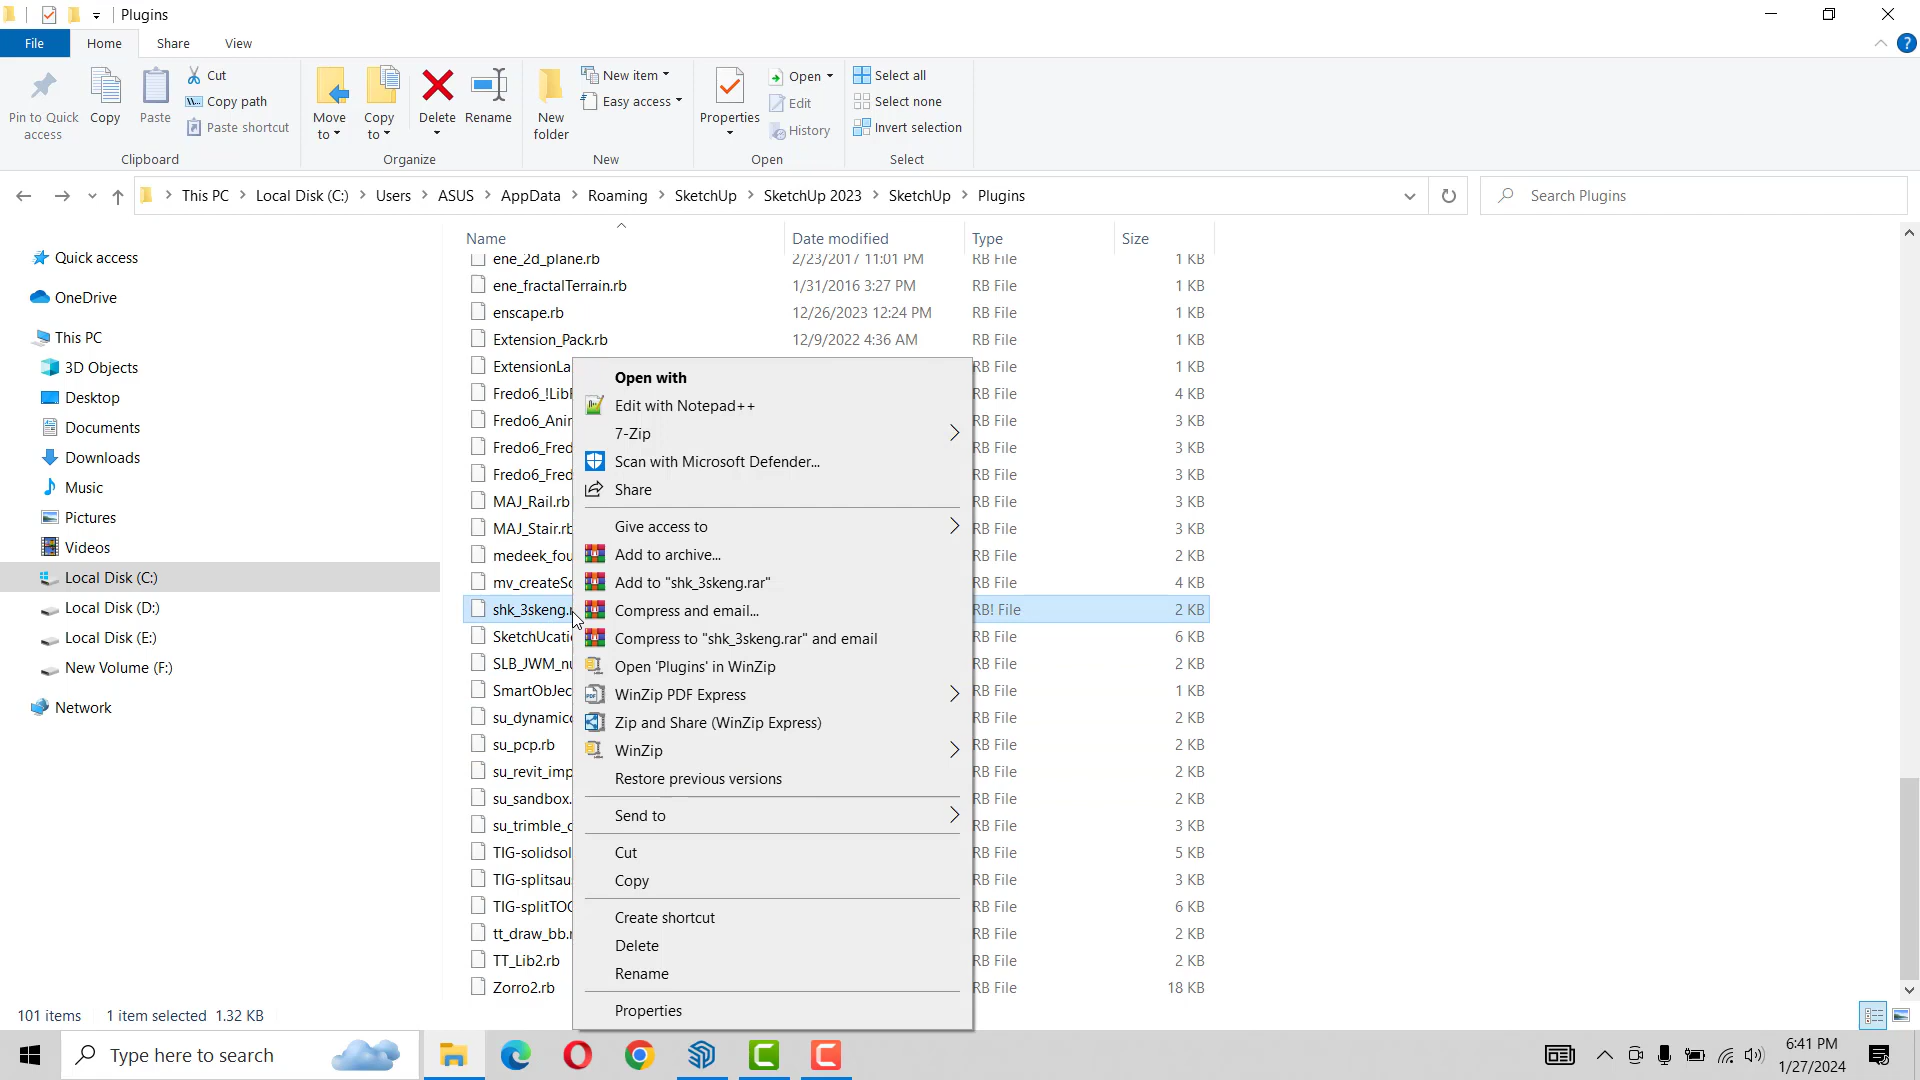 Plugins
File Home Share View
Pin to Quick access
Copy
Paste
Cut
Copy path
Paste shortcut
Clipboard
Move to
Copy to
Delete
Rename
Organize
New folder
New item
Easy access
New
Properties
Open
Edit
History
Open
Select all
Select none
Invert selection
Select
This PC Local Disk (C:) Users ASUS AppData Roaming SketchUp SketchUp 2023 SketchUp Plugins
Search Plugins
Quick access
OneDrive
This PC
3D Objects
Desktop
Documents
Downloads
Music
Pictures
Videos
Local Disk (C:)
Local Disk (D:)
Local Disk (E:)
New Volume (F:)
Network
Name Date modified Type Size
ene_2d_plane.rb 2/23/2017 11:01 PM RB File 1 KB
ene_fractalTerrain.rb 1/31/2016 3:27 PM RB File 1 KB
enscape.rb 12/26/2023 12:24 PM RB File 1 KB
Extension_Pack.rb 12/9/2022 4:36 AM RB File 1 KB
ExtensionLa RB File 1 KB
Fredo6_!Lib RB File 4 KB
Fredo6_Ani RB File 3 KB
Fredo6_Fred RB File 3 KB
Fredo6_Fred RB File 3 KB
MAJ_Rail.rb RB File 3 KB
MAJ_Stair.rb RB File 3 KB
medeek_fou RB File 2 KB
mv_createSc RB File 4 KB
shk_3skeng.r RB! File 2 KB
SketchUcati RB File 6 KB
SLB_JWM_nu RB File 2 KB
SmartObJec RB File 1 KB
su_dynamicc RB File 2 KB
su_pcp.rb RB File 2 KB
su_revit_imp RB File 2 KB
su_sandbox. RB File 2 KB
su_trimble_c RB File 3 KB
TIG-solidsol RB File 5 KB
TIG-splitsau RB File 3 KB
TIG-splitTOO RB File 6 KB
tt_draw_bb.r RB File 2 KB
TT_Lib2.rb RB File 2 KB
Zorro2.rb RB File 18 KB
Open with
Edit with Notepad++
7-Zip
Scan with Microsoft Defender...
Share
Give access to
Add to archive...
Add to "shk_3skeng.rar"
Compress and email...
Compress to "shk_3skeng.rar" and email
Open 'Plugins' in WinZip
WinZip PDF Express
Zip and Share (WinZip Express)
WinZip
Restore previous versions
Send to
Cut
Copy
Create shortcut
Delete
Rename
Properties
101 items 1 item selected 1.32 KB
Type here to search
6:41 PM
1/27/2024